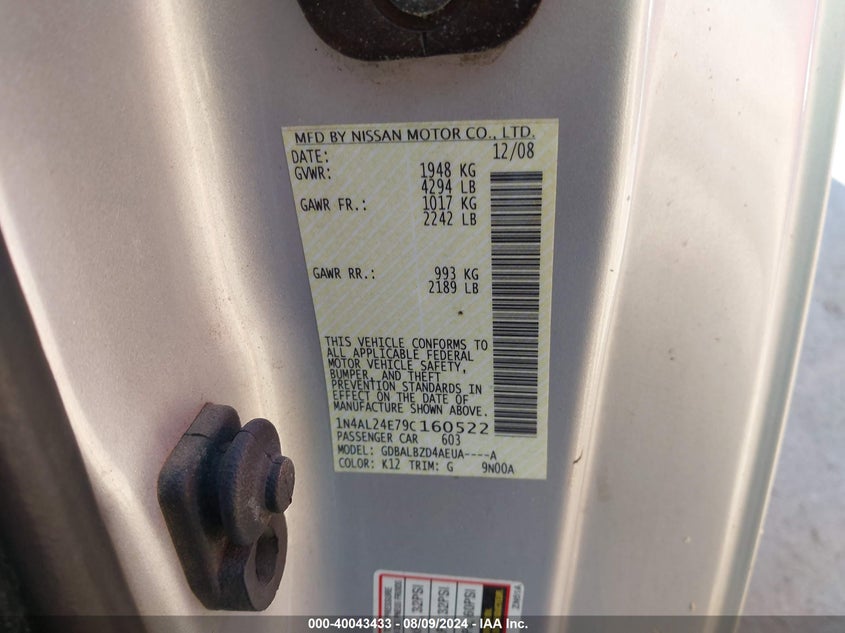 MFD BY NISSAN MOTOR CO., LTD.
DATE: 12/08
GVWR: 1948 KG
4294 LB
GAWR FR.: 1017 KG
2242 LB
GAWR RR.: 993 KG
2189 LB
THIS VEHICLE CONFORMS TO
ALL APPLICABLE FEDERAL
MOTOR VEHICLE SAFETY,
BUMPER, AND THEFT
PREVENTION STANDARDS IN
EFFECT ON THE DATE OF
MANUFACTURE SHOWN ABOVE.
1N4AL24E79C160522
PASSENGER CAR 603
MODEL: GDBALBZD4AEUA----A
COLOR: K12 TRIM: G 9N00A
32PSI
32PSI
60PSI
000-40043433 - 08/09/2024 - IAA Inc.